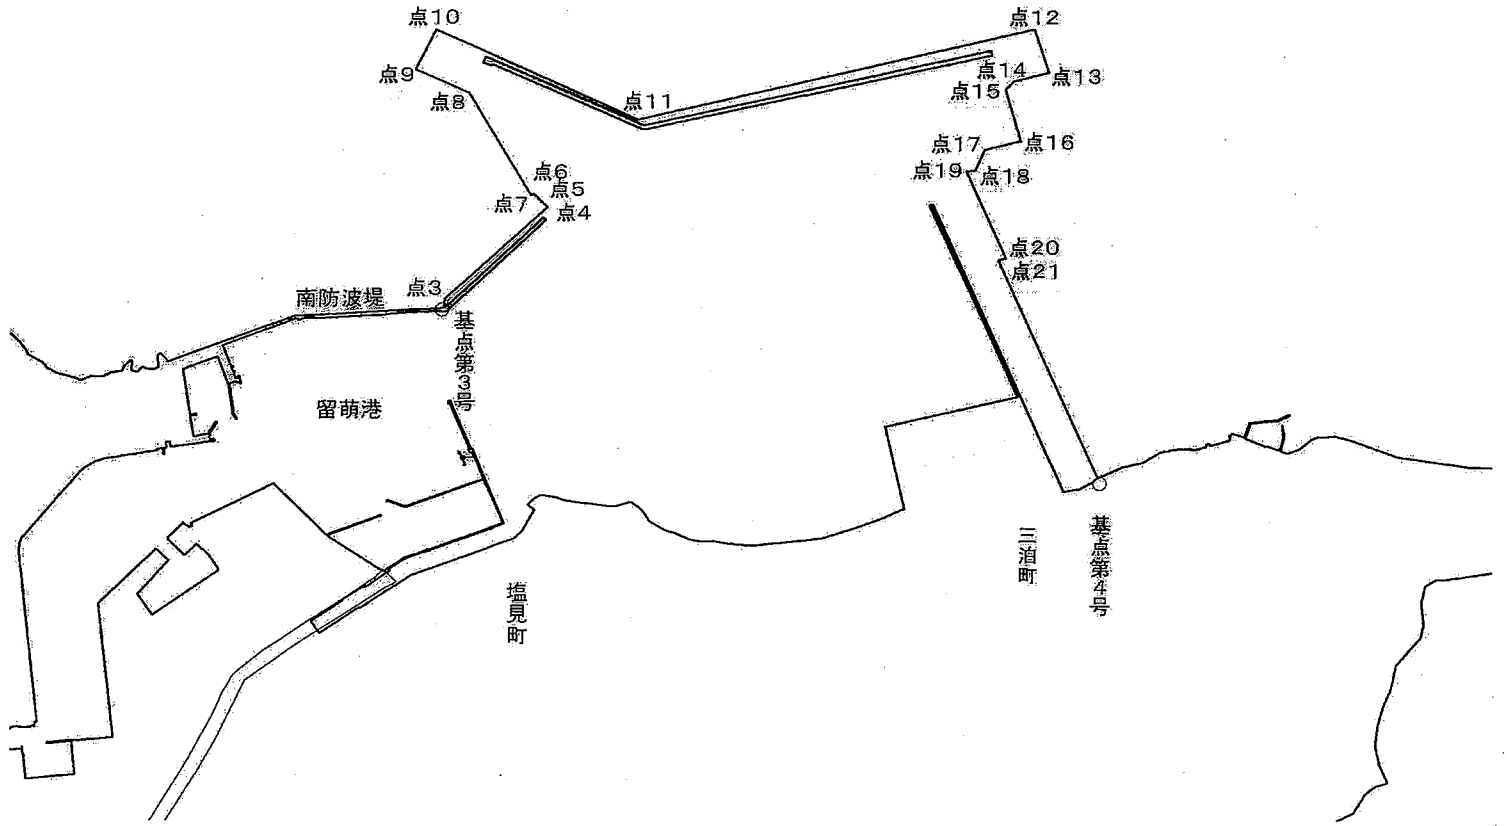 点10
点12
点9
点14
点13
点8
点11
点15
点17
点16
点6
点19
点18
点5
点7
点4
点20
点21
点3
南防波堤
基点第3号
留萌港
三泊町
基点第4号
塩見町